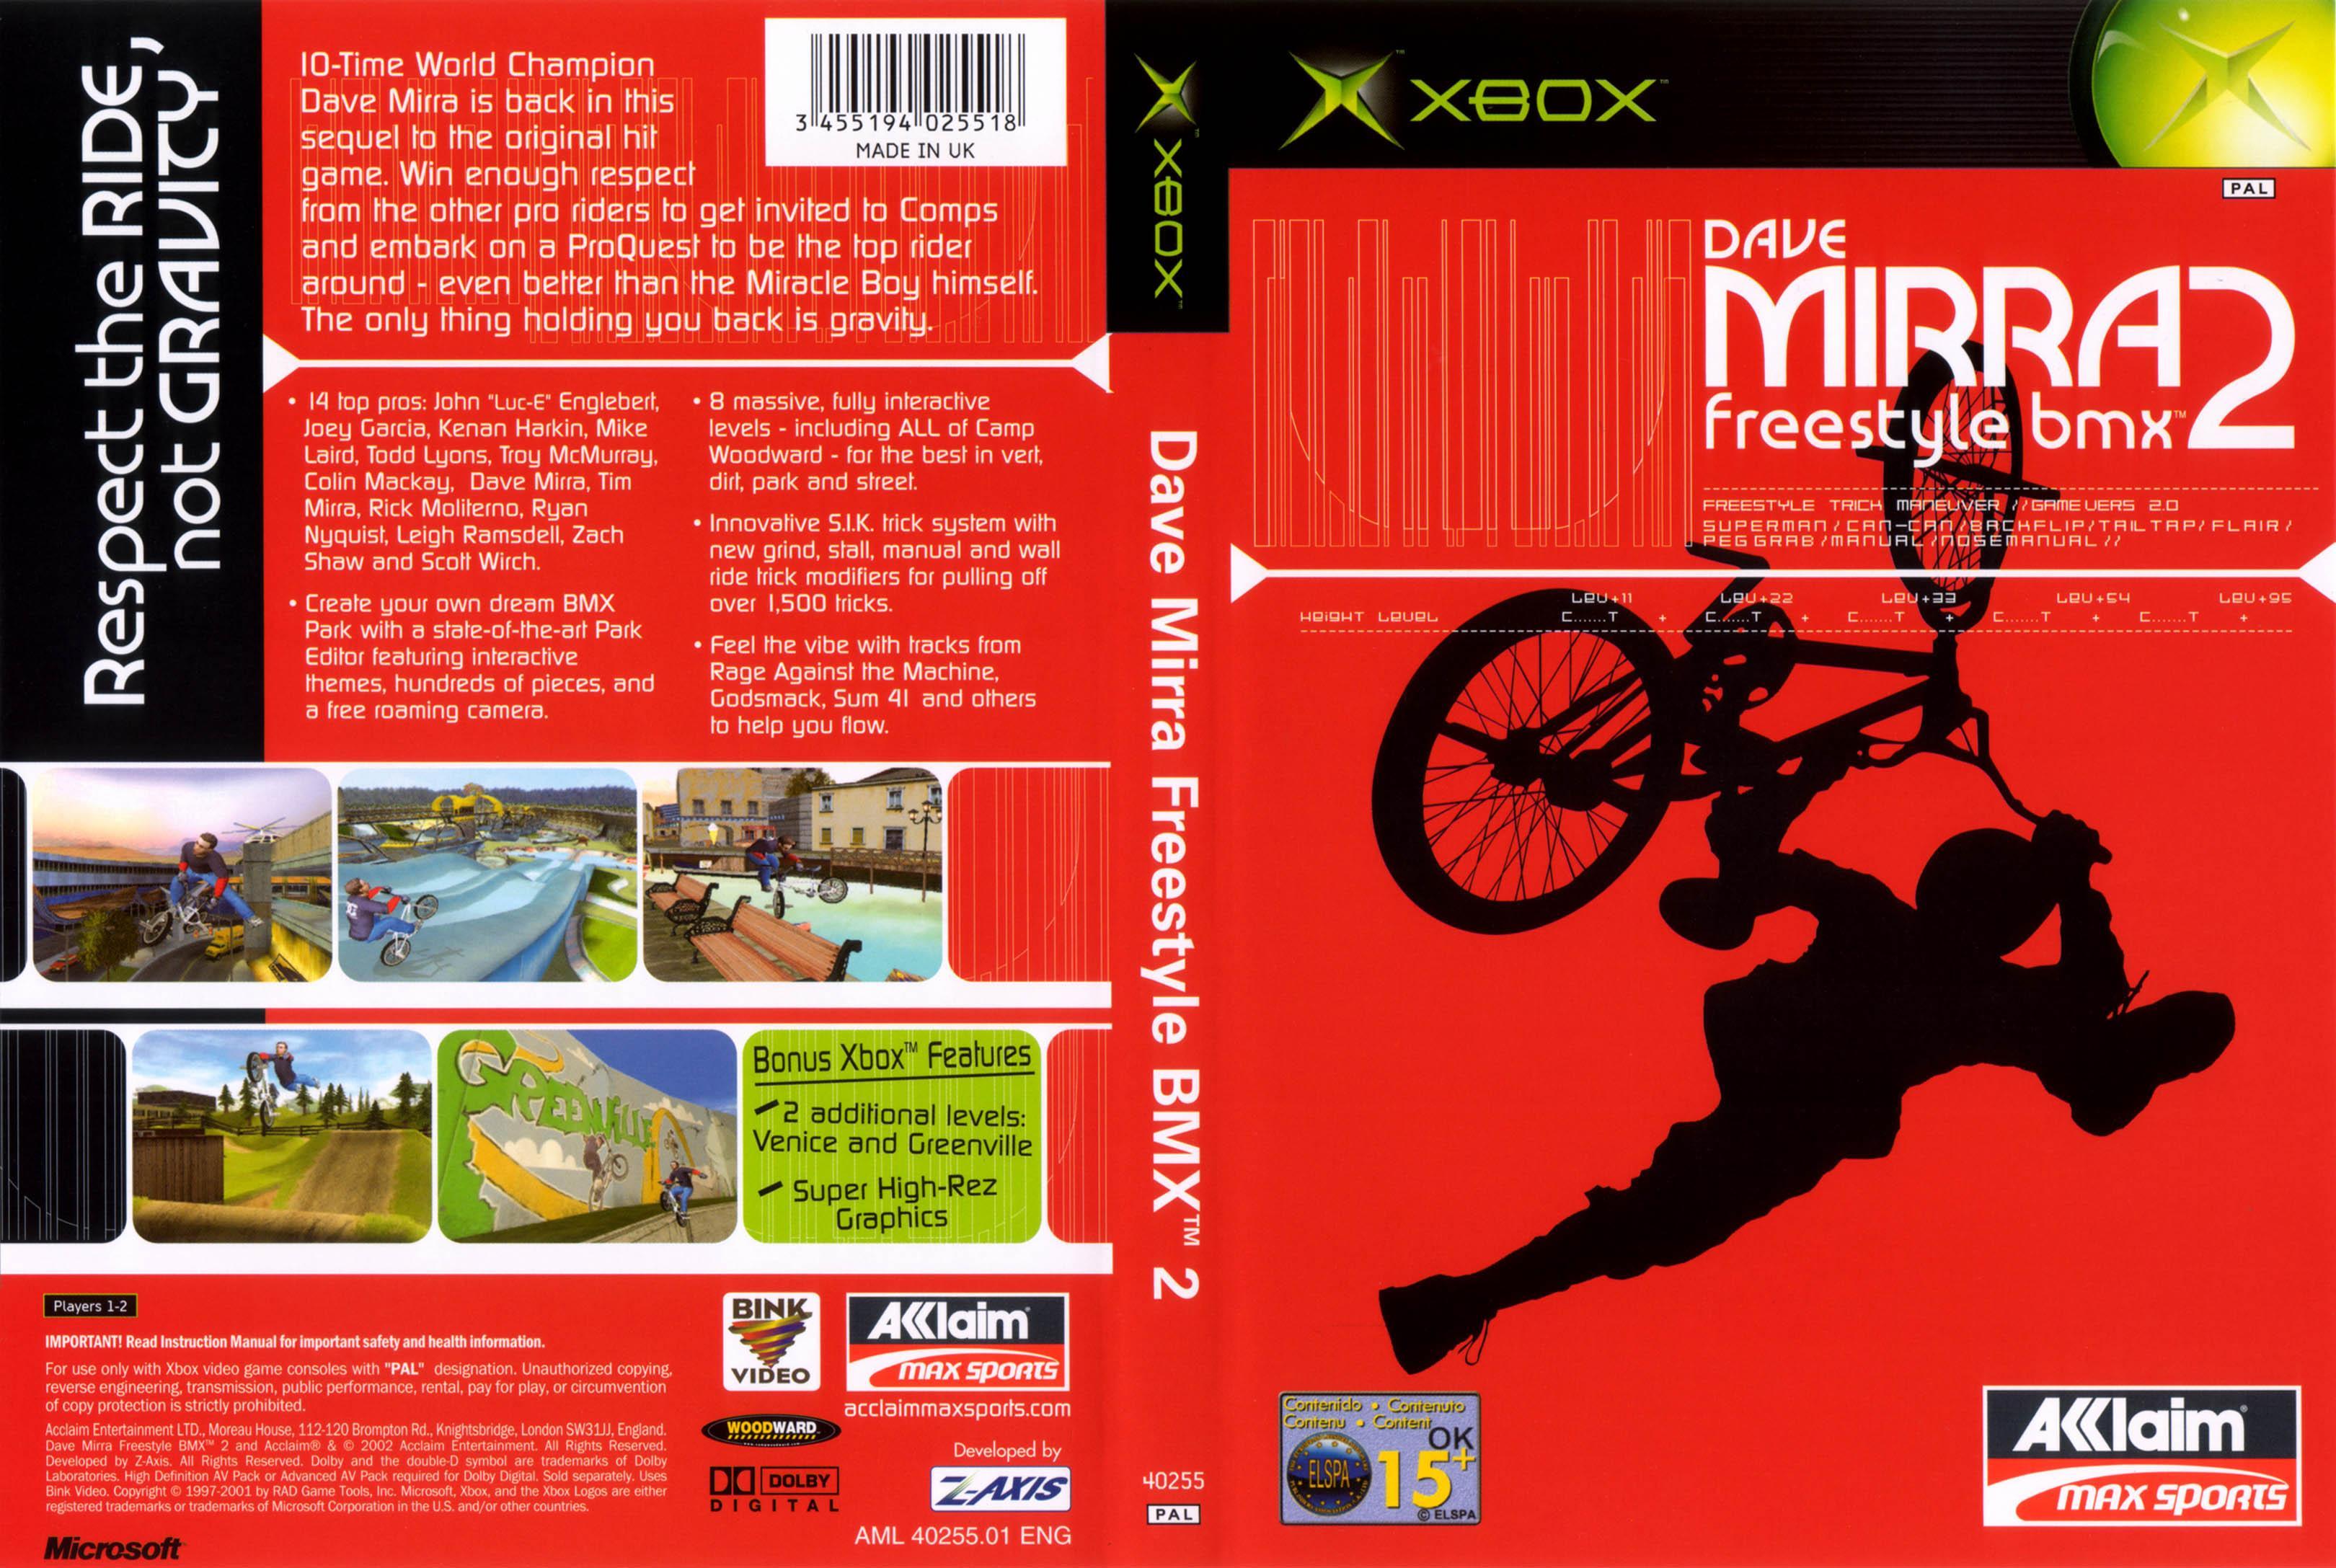 Respect the RIDE,
not GRAVITY
10-Time World Champion
Dave Mirra is back in this
sequel to the original hit
game. Win enough respect
from the other pro riders to get invited to Comps
and embark on a ProQuest to be the top rider
around - even better than the Miracle Boy himself.
The only thing holding you back is gravity.
3 455194 025518
MADE IN UK
• 14 top pros: John "Luc-E" Englebert,
Joey Garcia, Kenan Harkin, Mike
Laird, Todd Lyons, Troy McMurray,
Colin Mackay, Dave Mirra, Tim
Mirra, Rick Moliterno, Ryan
Nyquist, Leigh Ramsdell, Zach
Shaw and Scott Wirch.
• Create your own dream BMX
Park with a state-of-the-art Park
Editor featuring interactive
themes, hundreds of pieces, and
a free roaming camera.
• 8 massive, fully interactive
levels - including ALL of Camp
Woodward - for the best in vert,
dirt, park and street.
• Innovative S.I.K. trick system with
new grind, stall, manual and wall
ride trick modifiers for pulling off
over 1,500 tricks.
• Feel the vibe with tracks from
Rage Against the Machine,
Godsmack, Sum 41 and others
to help you flow.
GREENVILLE
Bonus Xbox™ Features
2 additional levels:
Venice and Greenville
Super High-Rez
Graphics
Players 1-2
IMPORTANT! Read Instruction Manual for important safety and health information.
For use only with Xbox video game consoles with "PAL" designation. Unauthorized copying,
reverse engineering, transmission, public performance, rental, pay for play, or circumvention
of copy protection is strictly prohibited.
Acclaim Entertainment LTD., Moreau House, 112-120 Brompton Rd., Knightsbridge, London SW31JJ, England.
Dave Mirra Freestyle BMX™ 2 and Acclaim® & © 2002 Acclaim Entertainment. All Rights Reserved.
Developed by Z-Axis. All Rights Reserved. Dolby and the double-D symbol are trademarks of Dolby
Laboratories. High Definition AV Pack or Advanced AV Pack required for Dolby Digital. Sold separately. Uses
Bink Video. Copyright © 1997-2001 by RAD Game Tools, Inc. Microsoft, Xbox, and the Xbox Logos are either
registered trademarks or trademarks of Microsoft Corporation in the U.S. and/or other countries.
Microsoft
BINK
VIDEO
WOODWARD
DOLBY
DIGITAL
AKKlaim®
MAX SPORTS
acclaimmaxsports.com
Developed by
Z-AXIS
AML 40255.01 ENG
XBOX™
Dave Mirra Freestyle BMX™ 2
40255
PAL
XBOX™
PAL
DAVE
MIRRA 2
freestyle bmx™
FREESTYLE TRICK MANEUVER //GAME VERS 2.0
SUPERMAN/CAN-CAN/BACKFLIP/TAIL TAP/FLAIR/
PEG GRAB/MANUAL/NOSEMANUAL//
LEV+11 LEV+22 LEV+33 LEV+54 LEV+95
HEIGHT LEVEL C.......T + C.......T + C.......T + C.......T + C.......T +
Contenido • Contenuto
Contenu • Content
OK
ELSPA
15+
© ELSPA
AKKlaim®
MAX SPORTS